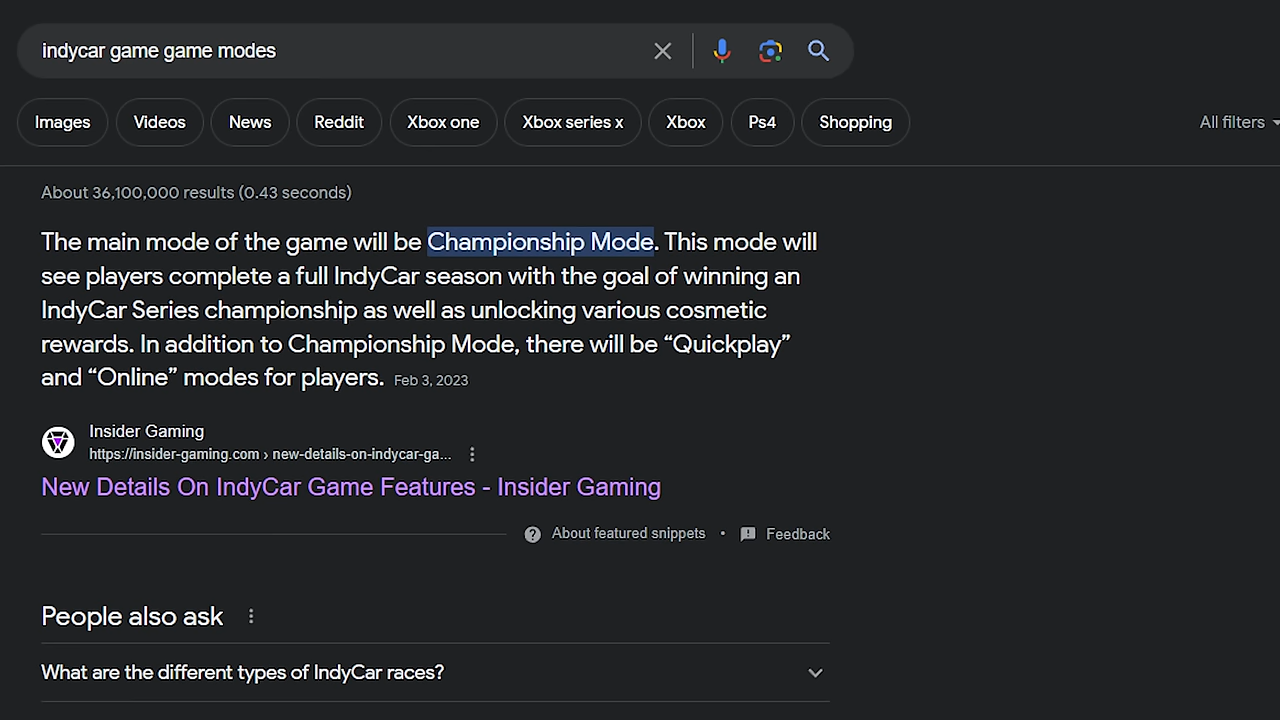 indycar game game modes
Images Videos News Reddit Xbox one Xbox series x Xbox Ps4 Shopping All filters
About 36,100,000 results (0.43 seconds)
The main mode of the game will be Championship Mode. This mode will
see players complete a full IndyCar season with the goal of winning an
IndyCar Series championship as well as unlocking various cosmetic
rewards. In addition to Championship Mode, there will be “Quickplay”
and “Online” modes for players. Feb 3, 2023
Insider Gaming
https://insider-gaming.com › new-details-on-indycar-ga...
New Details On IndyCar Game Features - Insider Gaming
About featured snippets • Feedback
People also ask
What are the different types of IndyCar races?